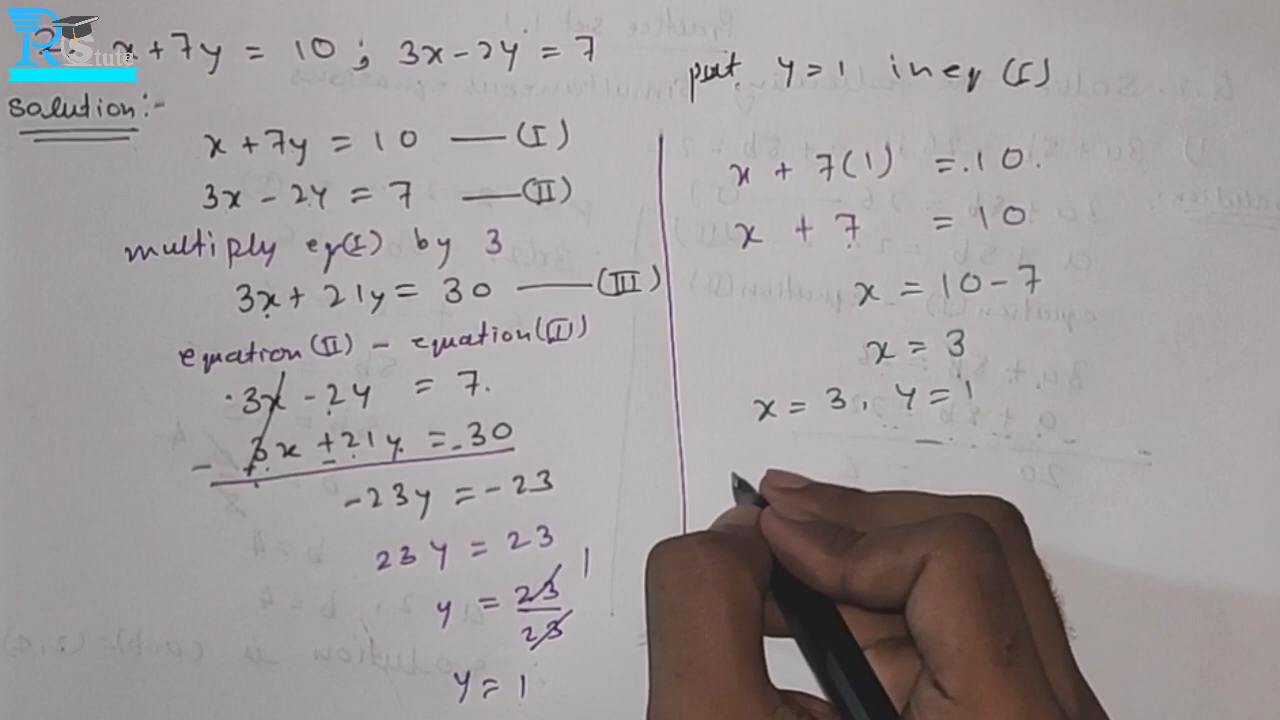 x + 7y = 10 ; 3x - 2y = 7
solution:-
x + 7y = 10 — (I)
3x - 2y = 7 — (II)
multiply eq(I) by 3
3x + 21y = 30 — (III)
equation (II) - equation (III)
3x - 2y = 7.
- 3x + 21y = 30
-23y = -23
23y = 23
y = 23/23 1
y = 1
put y = 1 in eq (I)
x + 7(1) = 10.
x + 7 = 10
x = 10 - 7
x = 3
x = 3, y = 1